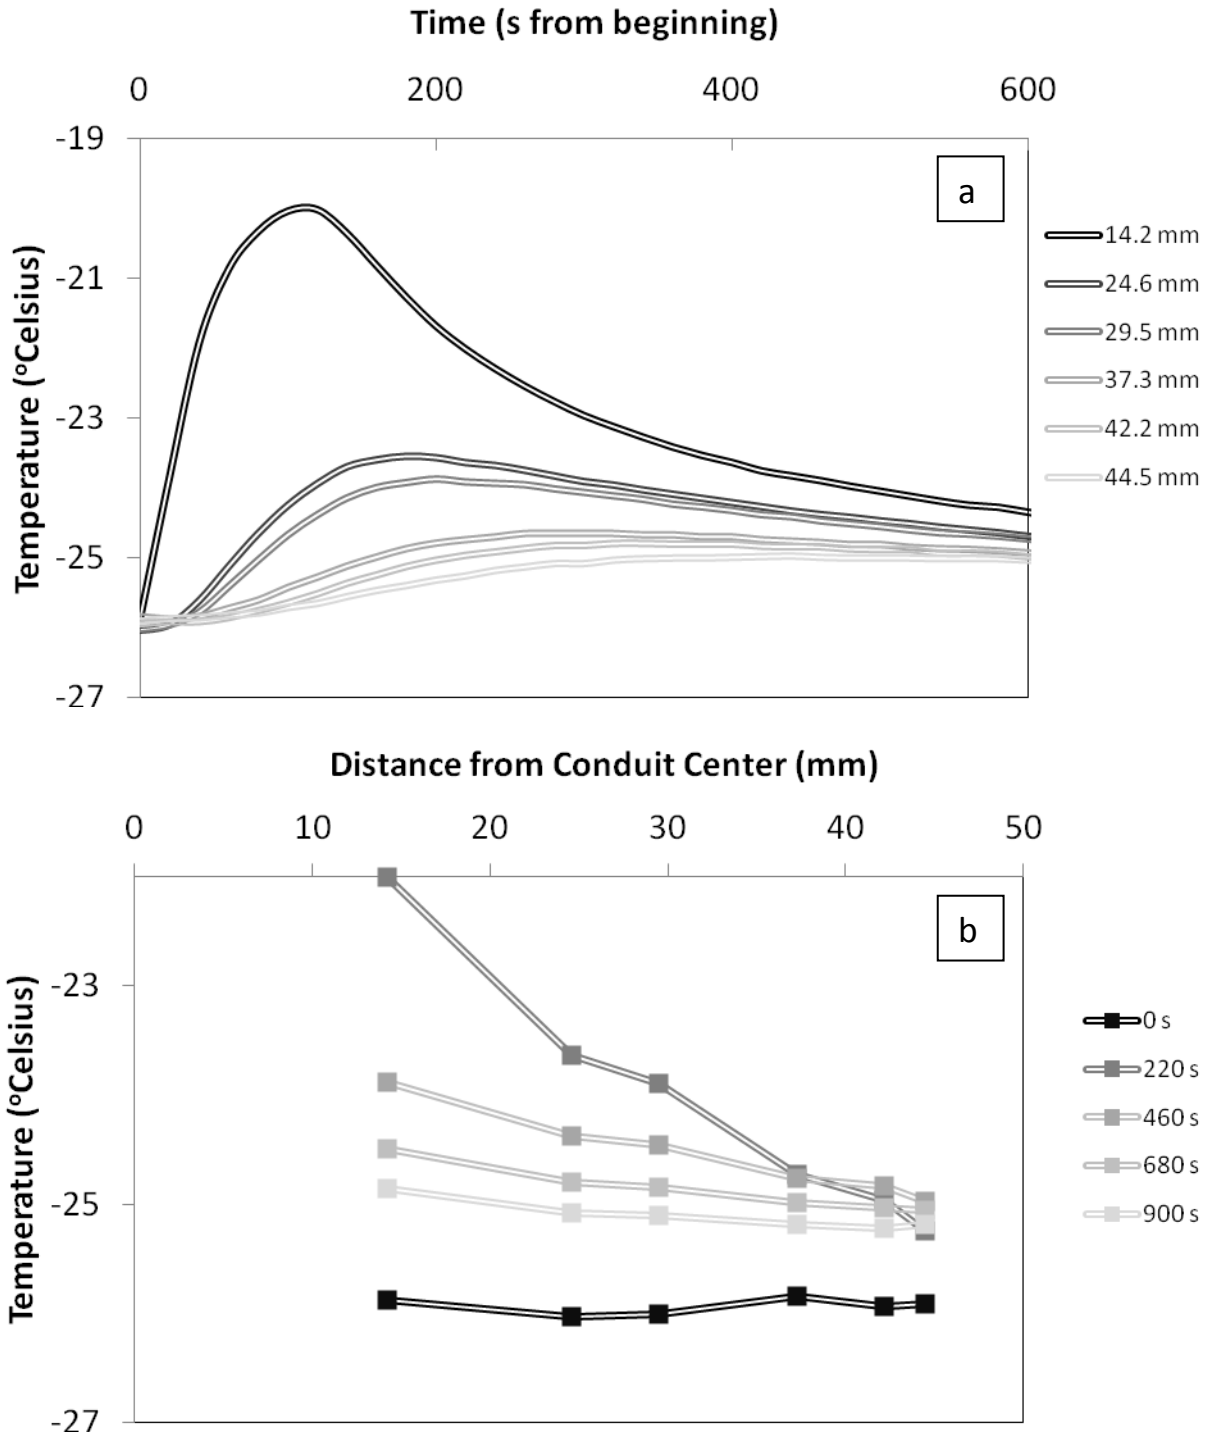 Time (s from beginning)
0 200 400 600
-19
-21
-23
-25
-27
Temperature (ºCelsius)
a
14.2 mm
24.6 mm
29.5 mm
37.3 mm
42.2 mm
44.5 mm
Distance from Conduit Center (mm)
0 10 20 30 40 50
-23
-25
-27
Temperature (ºCelsius)
b
0 s
220 s
460 s
680 s
900 s